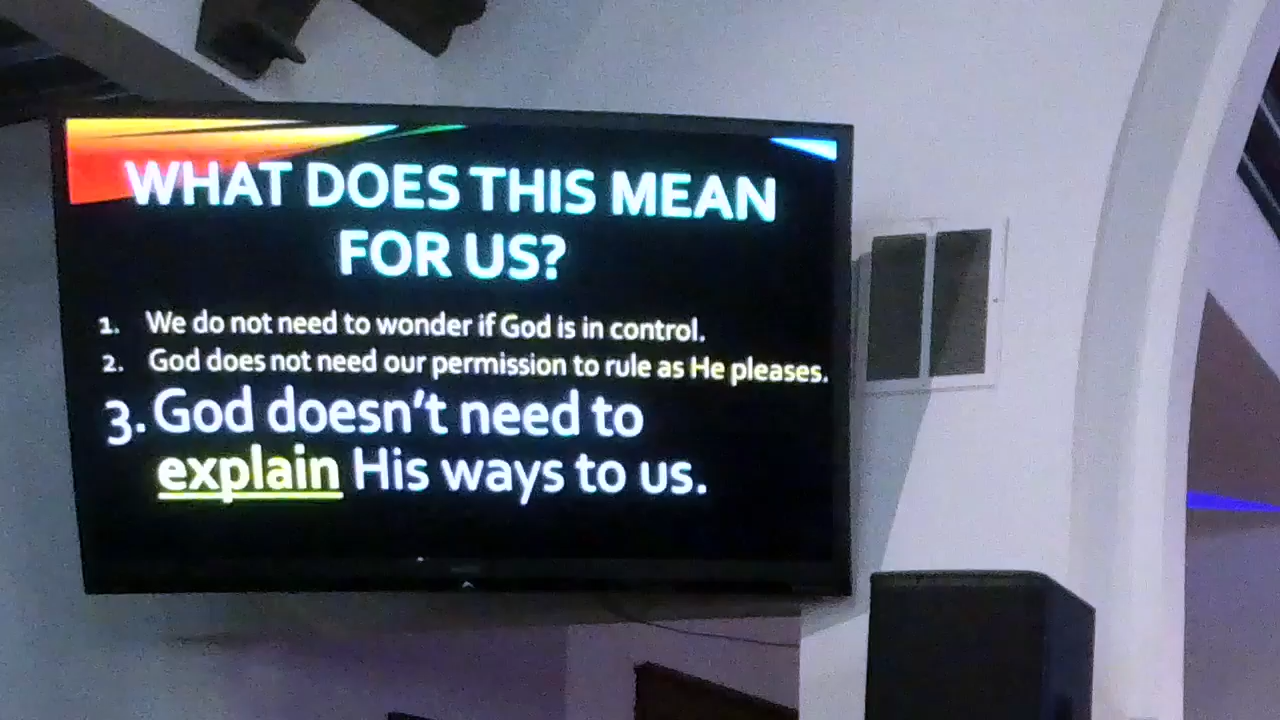 WHAT DOES THIS MEAN
FOR US?
1. We do not need to wonder if God is in control.
2. God does not need our permission to rule as He pleases.
3. God doesn't need to
explain His ways to us.